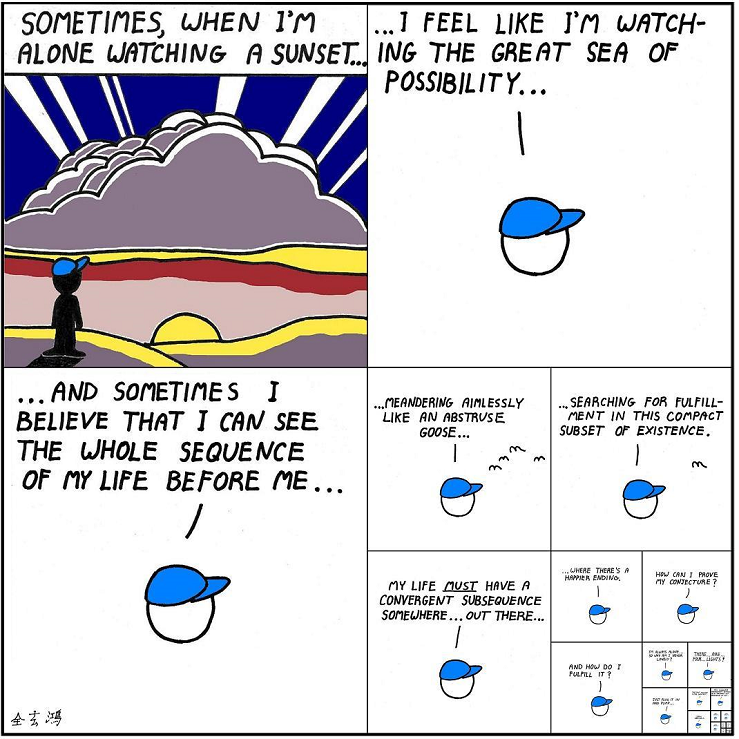 SOMETIMES, WHEN I'M
ALONE WATCHING A SUNSET...
...I FEEL LIKE I'M WATCH-
ING THE GREAT SEA OF
POSSIBILITY...
...AND SOMETIMES I
BELIEVE THAT I CAN SEE
THE WHOLE SEQUENCE
OF MY LIFE BEFORE ME...
...MEANDERING AIMLESSLY
LIKE AN ABSTRUSE
GOOSE...
...SEARCHING FOR FULFILL-
MENT IN THIS COMPACT
SUBSET OF EXISTENCE.
MY LIFE MUST HAVE A
CONVERGENT SUBSEQUENCE
SOMEWHERE...OUT THERE...
...WHERE THERE'S A
HAPPIER ENDING.
HOW CAN I PROVE
MY CONJECTURE?
AND HOW DO I
FULFILL IT?
THERE ARE
FOUR LIGHTS!
全玄鴻